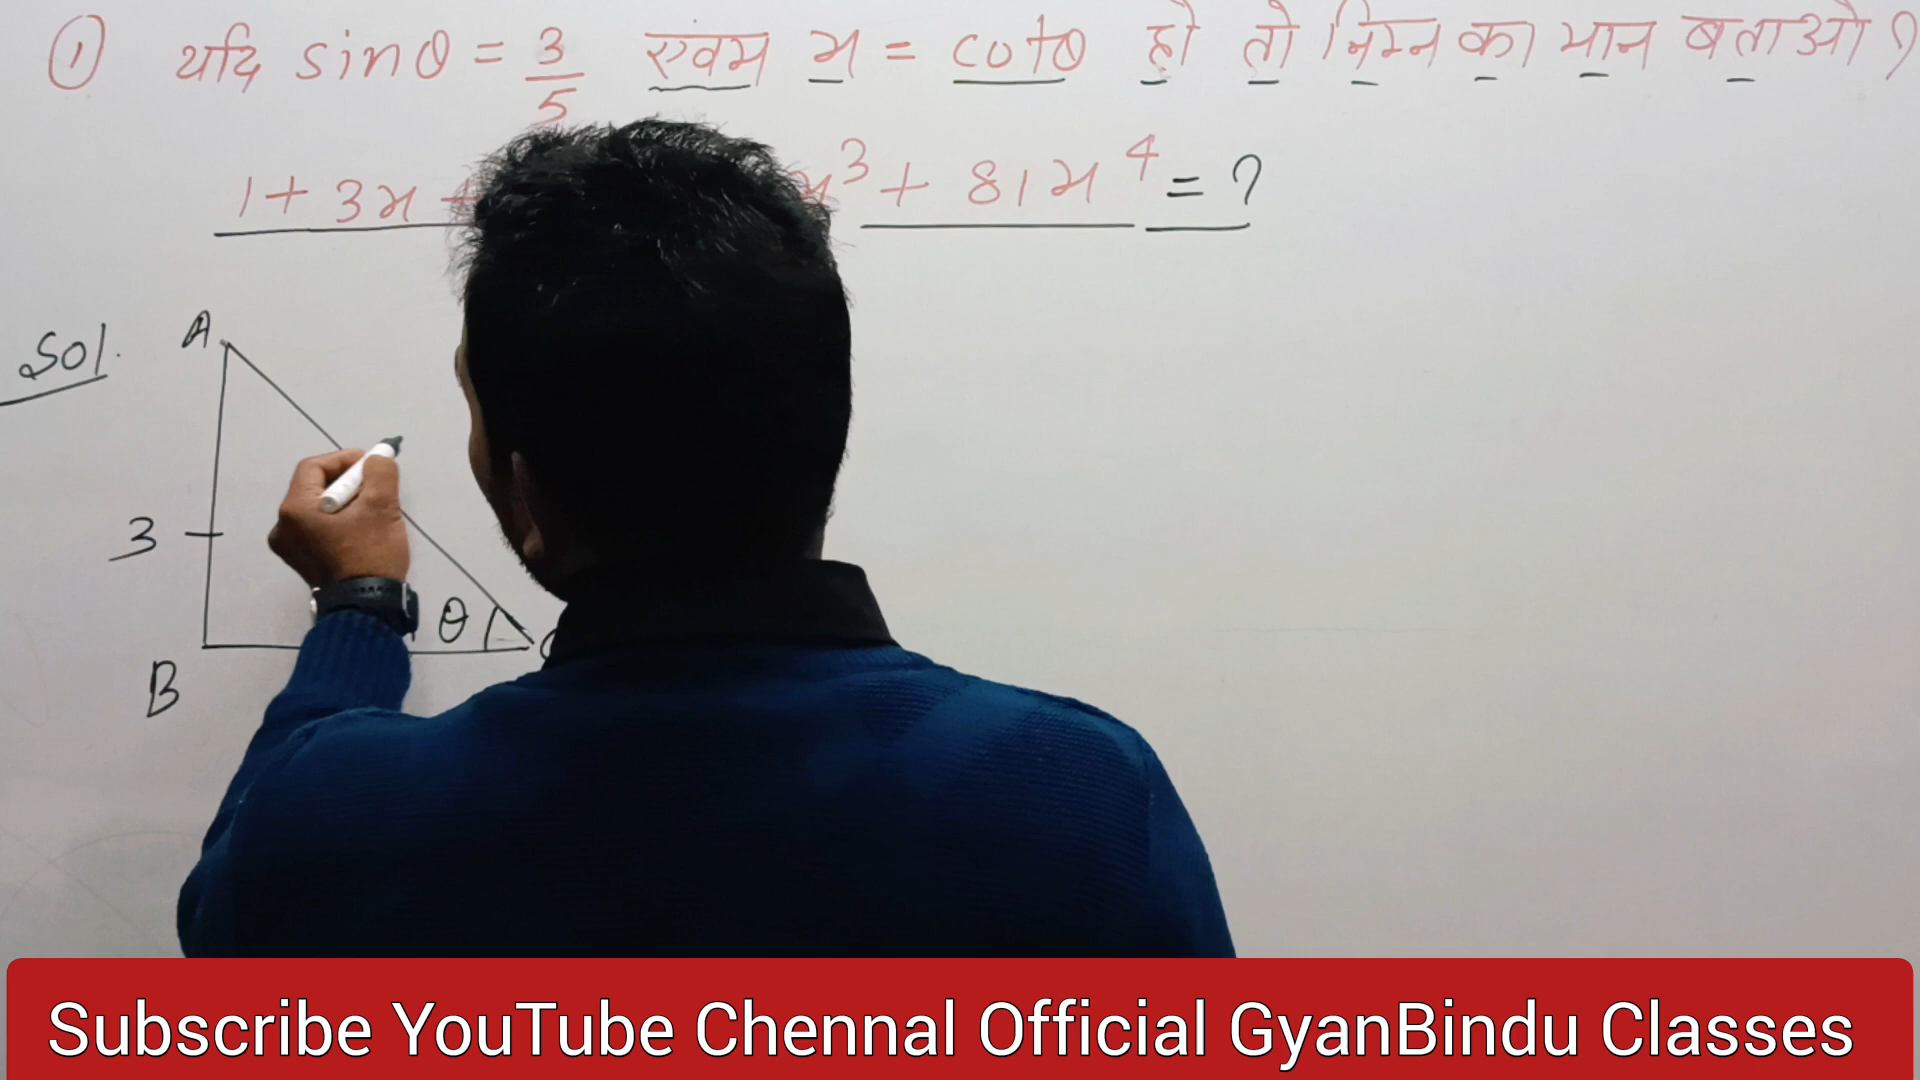 ① यदि sinθ = 3/5 एवम x = cotθ हो तो निम्न का मान बताओ ?
1 + 3x + x³ + 81x⁴ = ?
Sol.
A
3
θ
B
Subscribe YouTube Chennal Official GyanBindu Classes